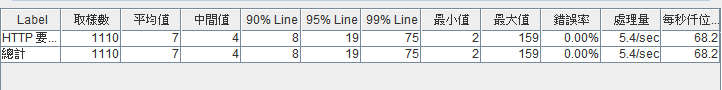 Label 取樣數 平均值 中間值 90% Line 95% Line 99% Line 最小值 最大值 錯誤率 處理量 每秒仟位...
HTTP 要... 1110 7 4 8 19 75 2 159 0.00% 5.4/sec 68.2
總計 1110 7 4 8 19 75 2 159 0.00% 5.4/sec 68.2